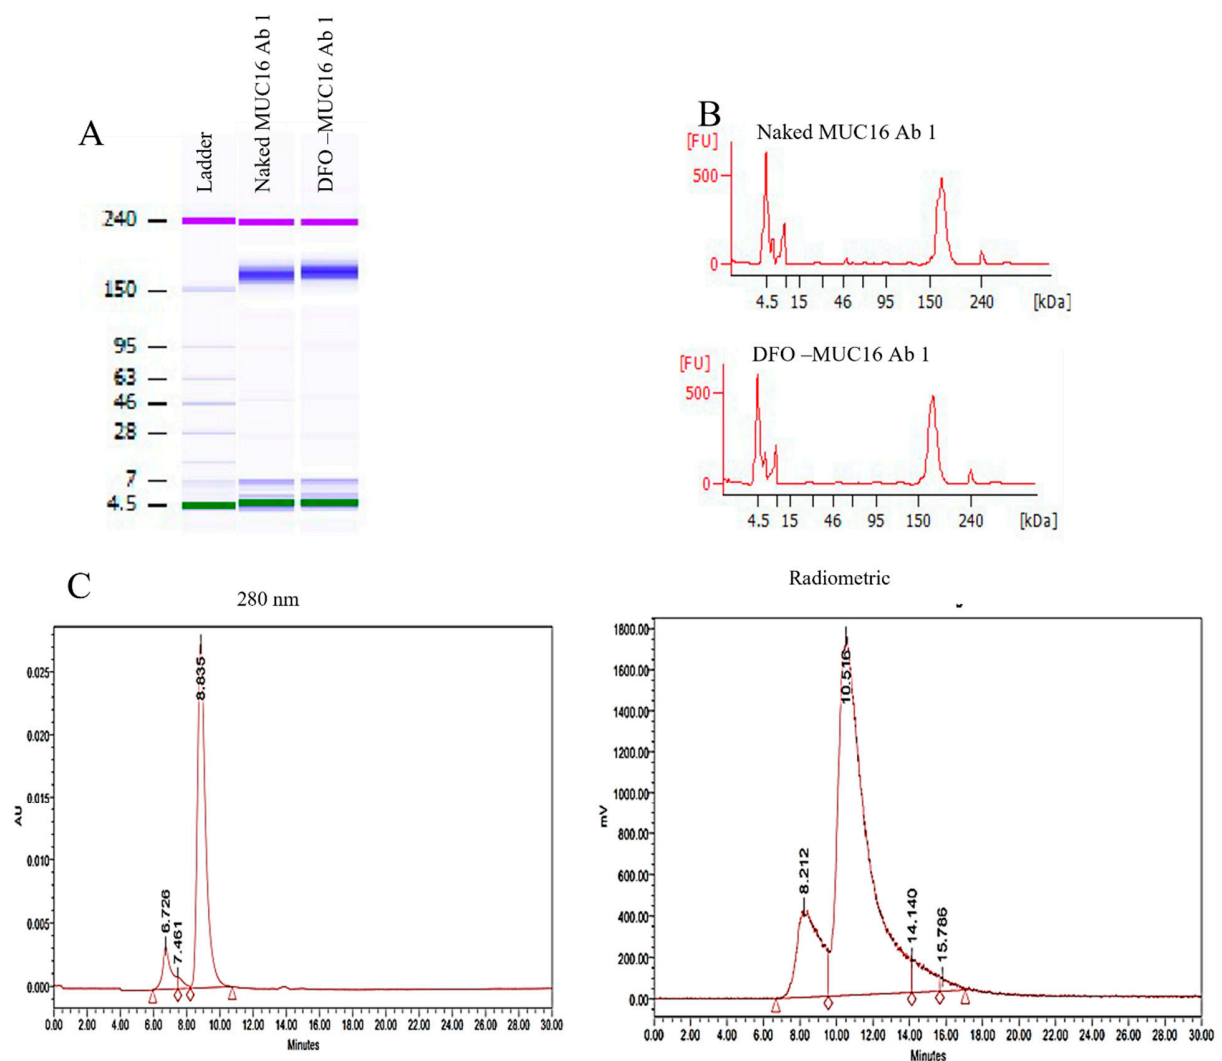 A
Ladder
Naked MUC16 Ab 1
DFO –MUC16 Ab 1
240
150
95
63
46
28
7
4.5
B
Naked MUC16 Ab 1
[FU]
500
0
4.5 15 46 95 150 240 [kDa]
DFO –MUC16 Ab 1
[FU]
500
0
4.5 15 46 95 150 240 [kDa]
C
280 nm
AU
0.025
0.020
0.015
0.010
0.005
0.000
6.726
7.461
8.835
0.00 2.00 4.00 6.00 8.00 10.00 12.00 14.00 16.00 18.00 20.00 22.00 24.00 26.00 28.00 30.00
Minutes
Radiometric
mV
1800.00
1600.00
1400.00
1200.00
1000.00
800.00
600.00
400.00
200.00
0.00
8.212
10.516
14.140
15.786
0.00 2.00 4.00 6.00 8.00 10.00 12.00 14.00 16.00 18.00 20.00 22.00 24.00 26.00 28.00 30.00
Minutes